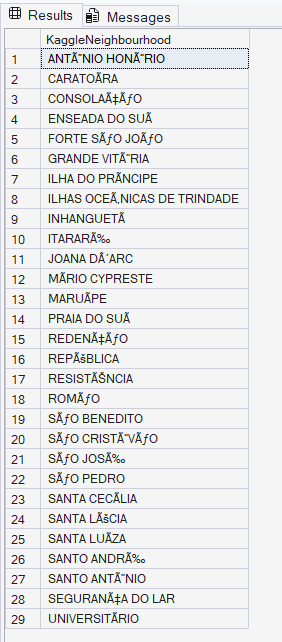 Results
Messages
KaggleNeighbourhood
1 ANTÃ“NIO HONÃ“RIO
2 CARATOÃRA
3 CONSOLAÃ‡ÃƒO
4 ENSEADA DO SUÃ
5 FORTE SÃƒO JOÃƒO
6 GRANDE VITÃ“RIA
7 ILHA DO PRÃNCIPE
8 ILHAS OCEÃ‚NICAS DE TRINDADE
9 INHANGUETÃ
10 ITARARÃ‰
11 JOANA DÅ´ARC
12 MÃRIO CYPRESTE
13 MARUÃPE
14 PRAIA DO SUÃ
15 REDENÃ‡ÃƒO
16 REPÃšBLICA
17 RESISTÃŠNCIA
18 ROMÃƒO
19 SÃƒO BENEDITO
20 SÃƒO CRISTÃ“VÃƒO
21 SÃƒO JOSÃ‰
22 SÃƒO PEDRO
23 SANTA CECÃLIA
24 SANTA LÃšCIA
25 SANTA LUÃZA
26 SANTO ANDRÃ‰
27 SANTO ANTÃ“NIO
28 SEGURANÃ‡A DO LAR
29 UNIVERSITÃRIO